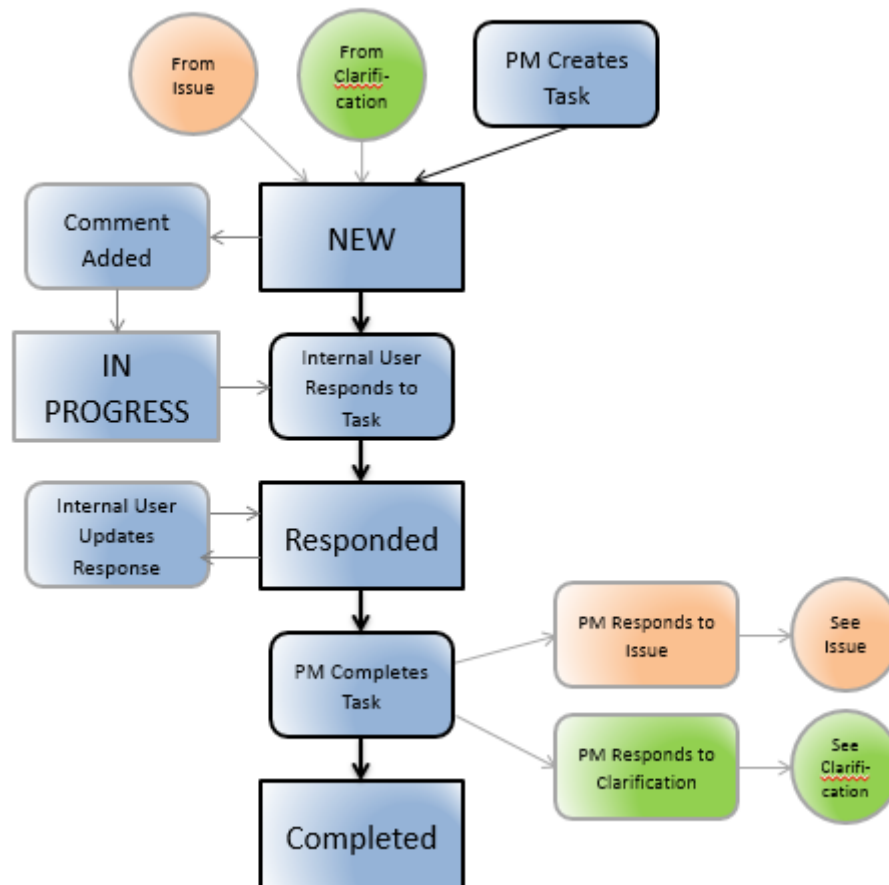 From
Issue
From
Clarifi-
cation
PM Creates
Task
Comment
Added
NEW
IN
PROGRESS
Internal User
Responds to
Task
Internal User
Updates
Response
Responded
PM Responds to
Issue
See
Issue
PM Completes
Task
PM Responds to
Clarification
See
Clarifi-
cation
Completed